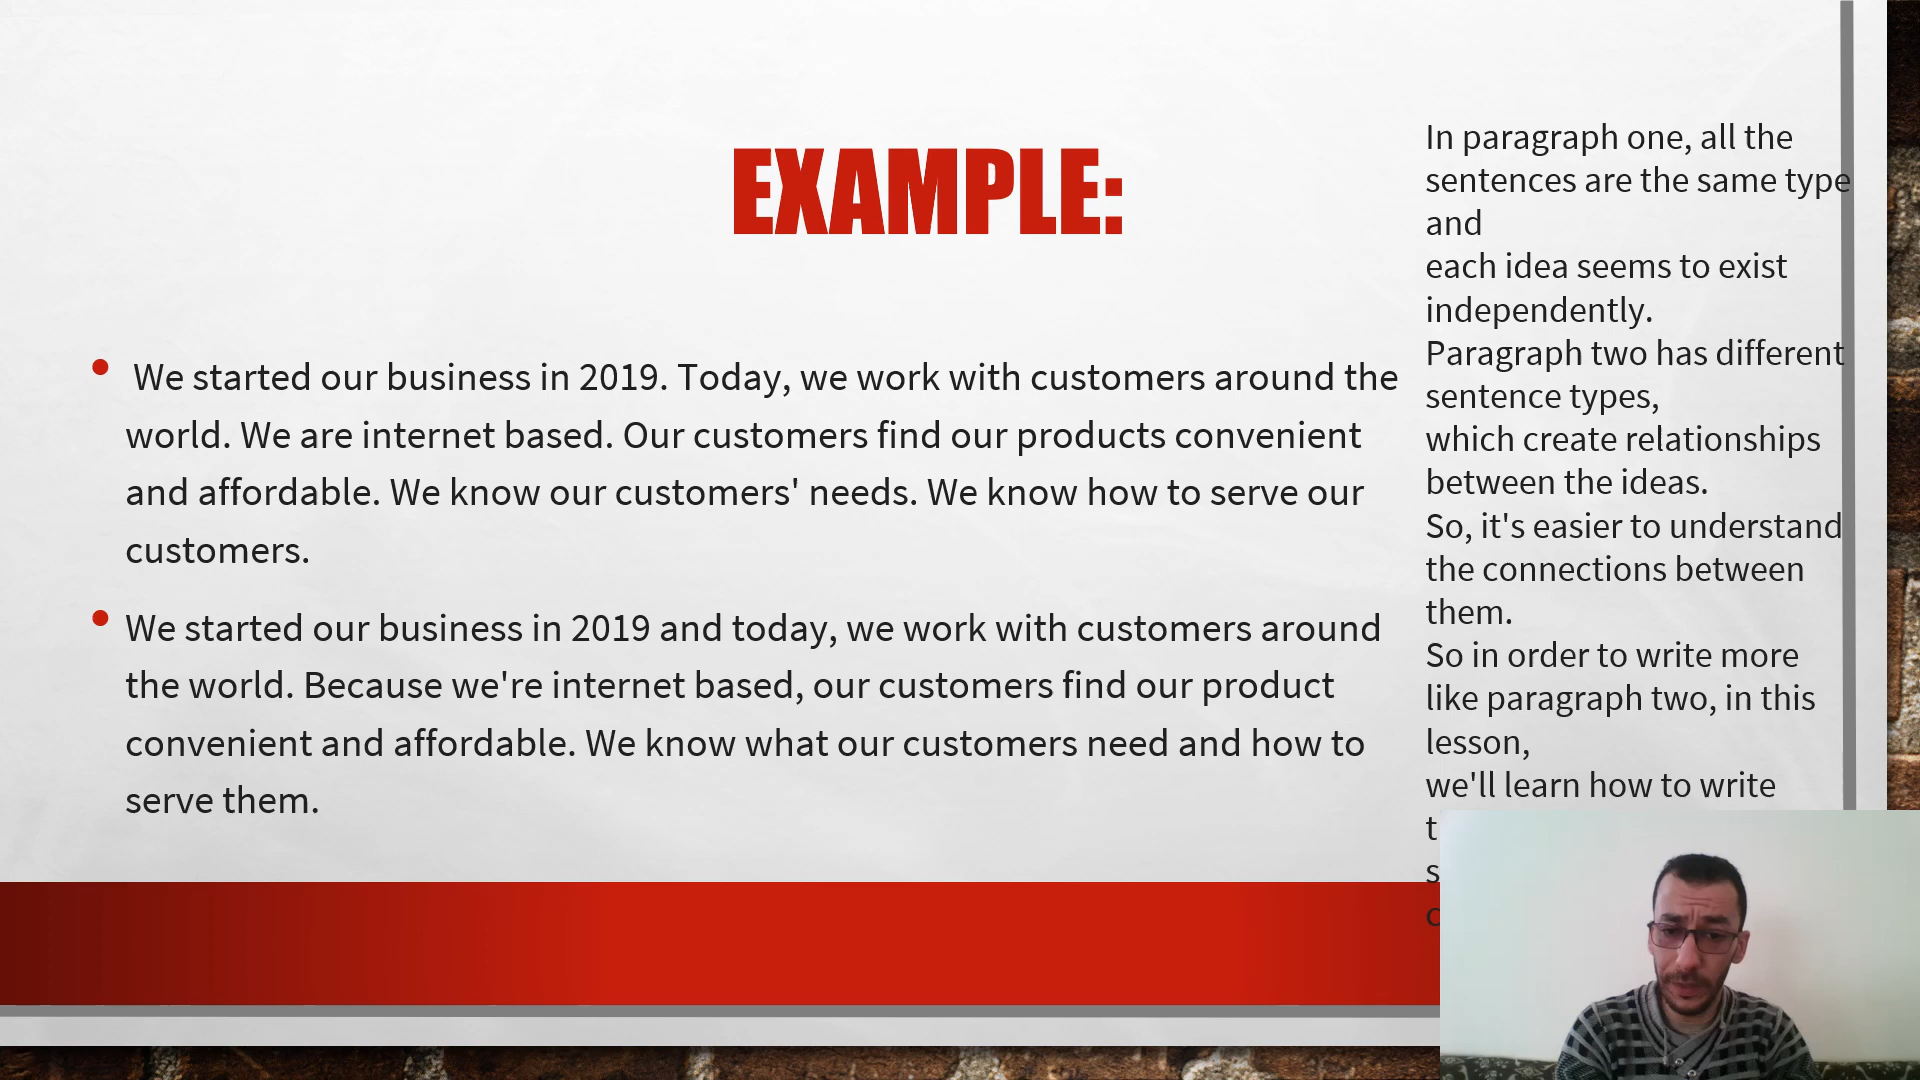 EXAMPLE:
We started our business in 2019. Today, we work with customers around the
world. We are internet based. Our customers find our products convenient
and affordable. We know our customers' needs. We know how to serve our
customers.
We started our business in 2019 and today, we work with customers around
the world. Because we're internet based, our customers find our product
convenient and affordable. We know what our customers need and how to
serve them.
In paragraph one, all the
sentences are the same type
and
each idea seems to exist
independently.
Paragraph two has different
sentence types,
which create relationships
between the ideas.
So, it's easier to understand
the connections between
them.
So in order to write more
like paragraph two, in this
lesson,
we'll learn how to write